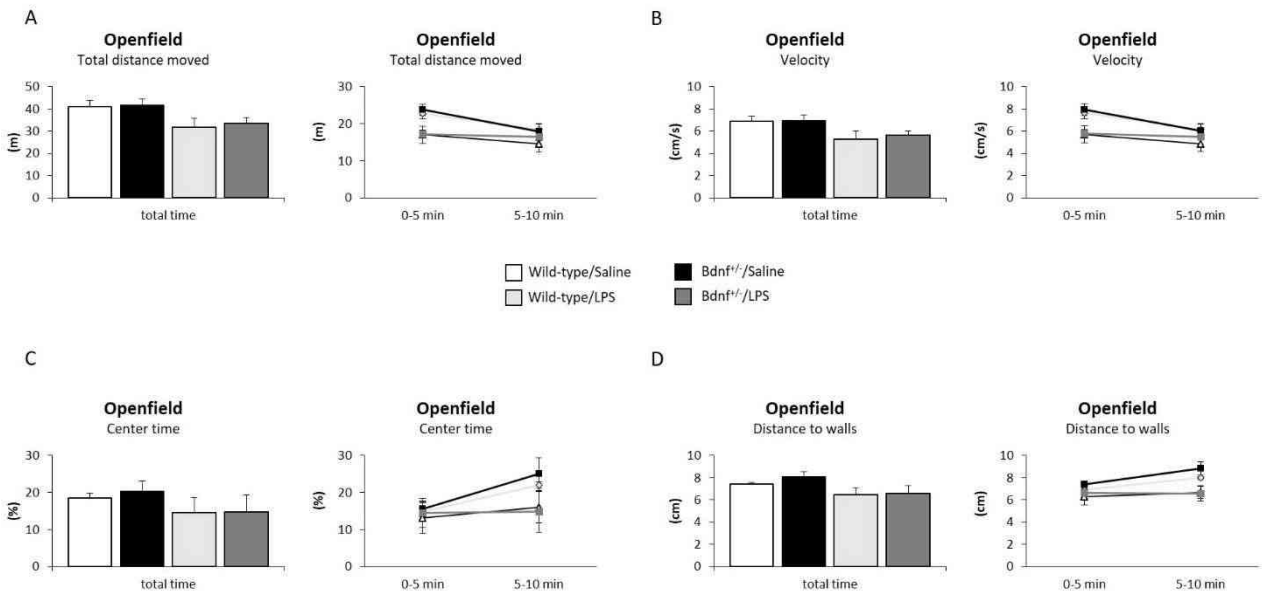 A
Openfield
Total distance moved
50
40
30
20
10
0
(m)
total time
Openfield
Total distance moved
30
20
10
0
(m)
0-5 min
5-10 min
B
Openfield
Velocity
10
8
6
4
2
0
(cm/s)
total time
Openfield
Velocity
10
8
6
4
2
0
(cm/s)
0-5 min
5-10 min
Wild-type/Saline
Bdnf+/-/Saline
Wild-type/LPS
Bdnf+/-/LPS
C
Openfield
Center time
30
20
10
0
(%)
total time
Openfield
Center time
30
20
10
0
(%)
0-5 min
5-10 min
D
Openfield
Distance to walls
10
8
6
4
2
0
(cm)
total time
Openfield
Distance to walls
10
8
6
4
2
0
(cm)
0-5 min
5-10 min